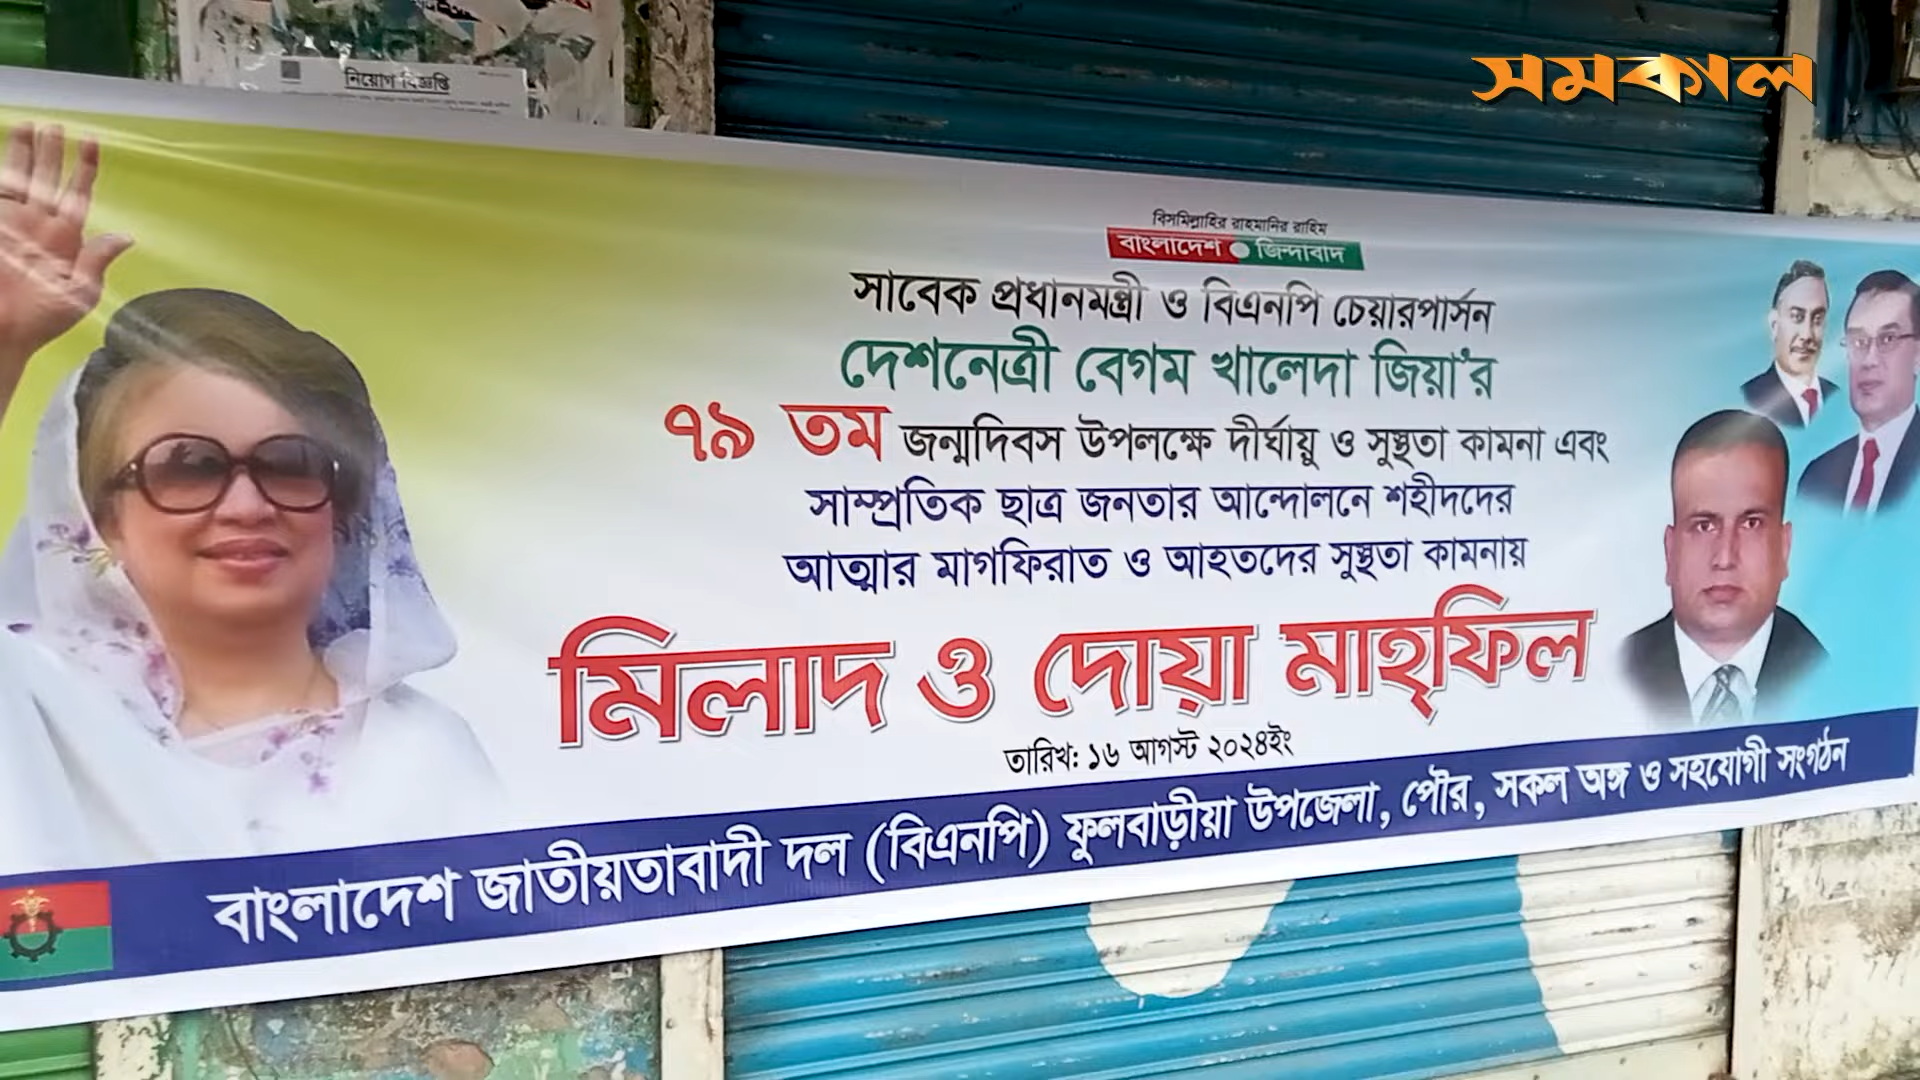 নিয়োগ বিজ্ঞপ্তি
সমকাল
বিসমিল্লাহির রাহমানির রাহিম
বাংলাদেশ জিন্দাবাদ
সাবেক প্রধানমন্ত্রী ও বিএনপি চেয়ারপার্সন
দেশনেত্রী বেগম খালেদা জিয়া'র
৭৯ তম জন্মদিবস উপলক্ষে দীর্ঘায়ু ও সুস্থতা কামনা এবং
সাম্প্রতিক ছাত্র জনতার আন্দোলনে শহীদদের
আত্মার মাগফিরাত ও আহতদের সুস্থতা কামনায়
মিলাদ ও দোয়া মাহ্ফিল
তারিখ: ১৬ আগস্ট ২০২৪ইং
বাংলাদেশ জাতীয়তাবাদী দল (বিএনপি) ফুলবাড়ীয়া উপজেলা, পৌর, সকল অঙ্গ ও সহযোগী সংগঠন